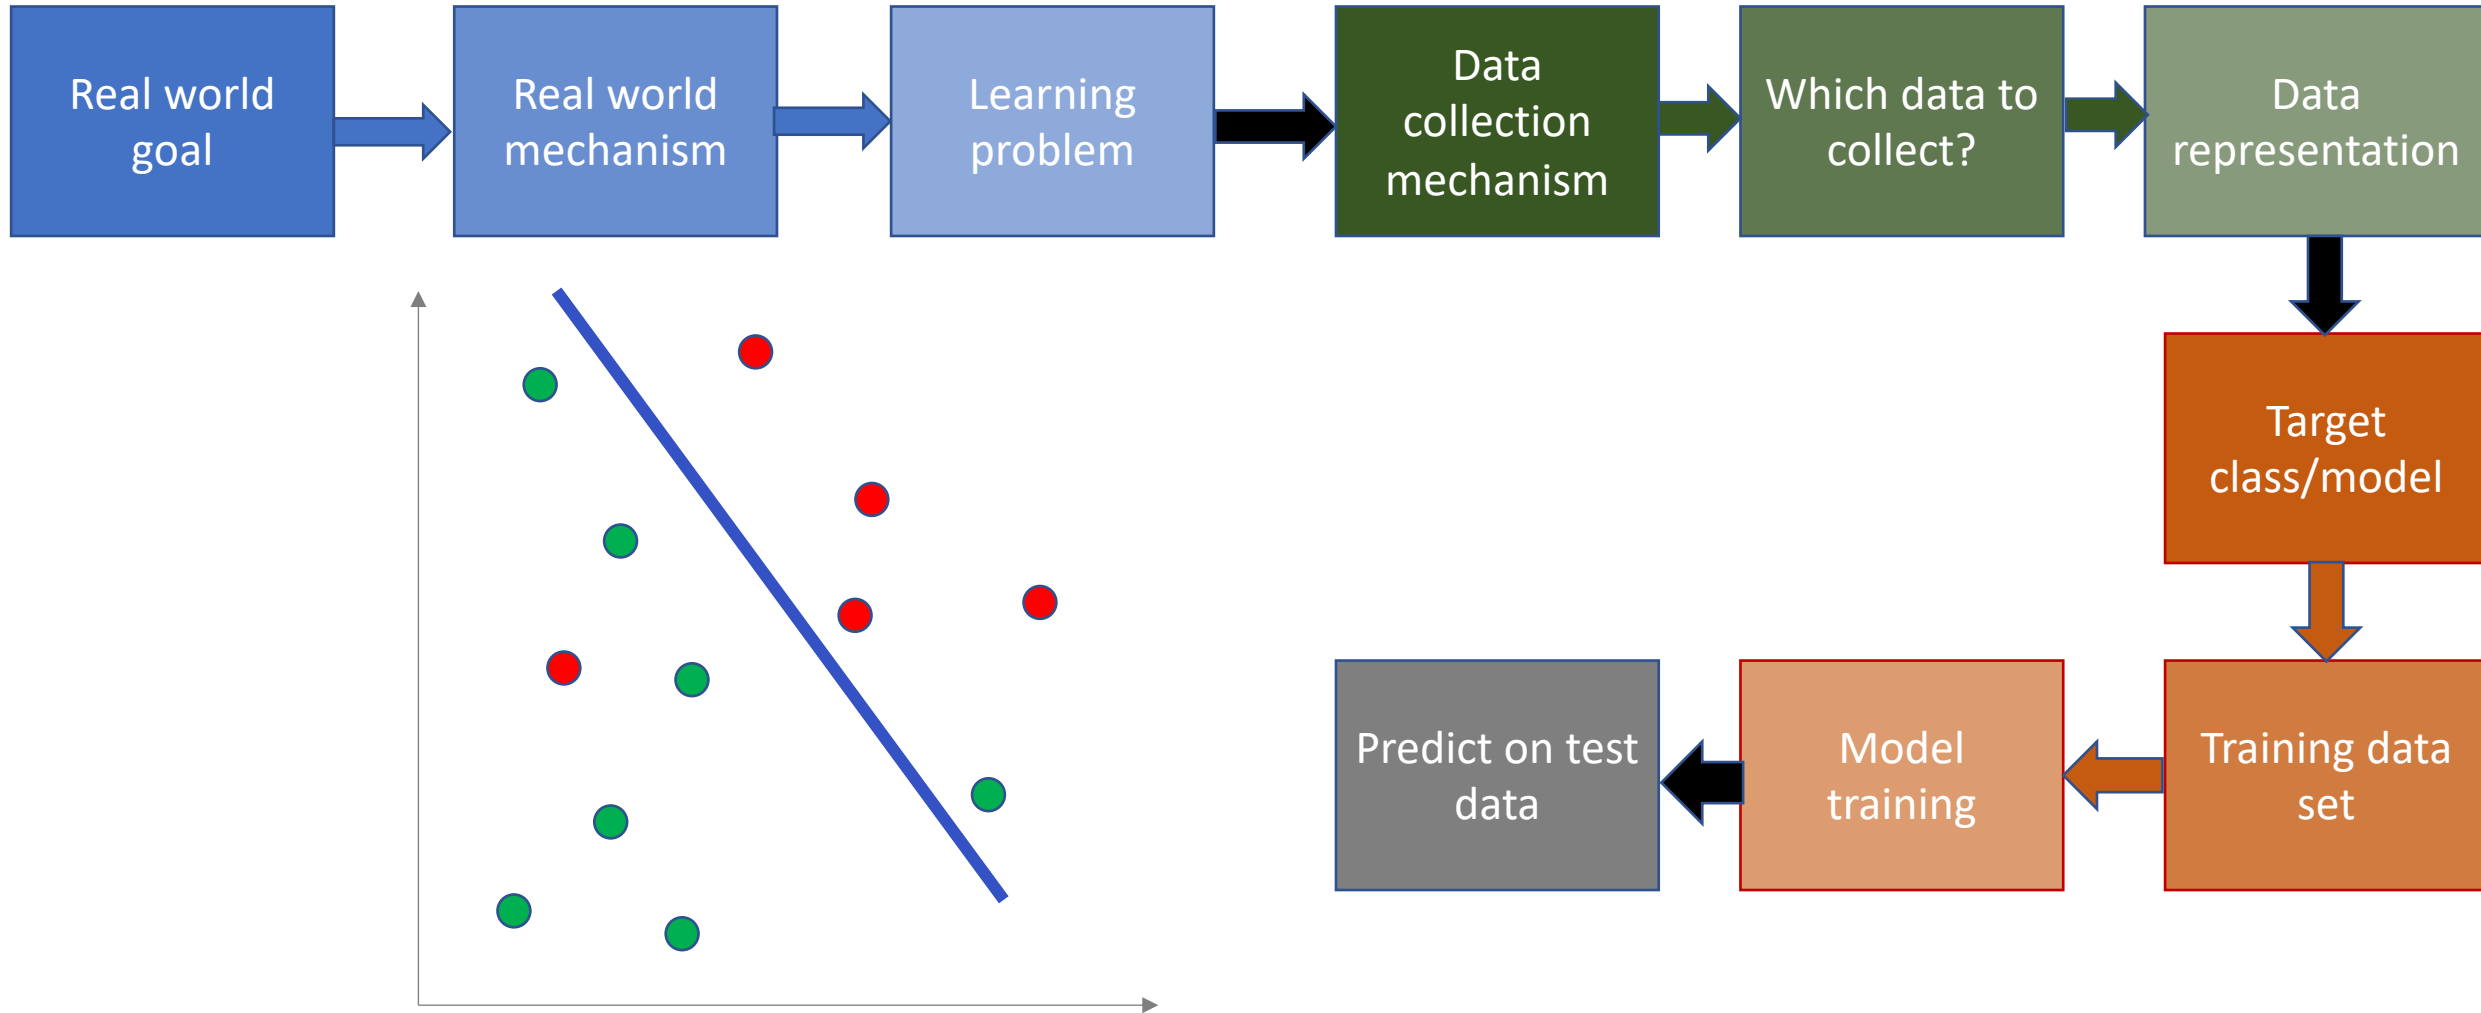 Real world
goal
Real world
mechanism
Learning
problem
Data
collection
mechanism
Which data to
collect?
Data
representation
Target
class/model
Training data
set
Model
training
Predict on test
data